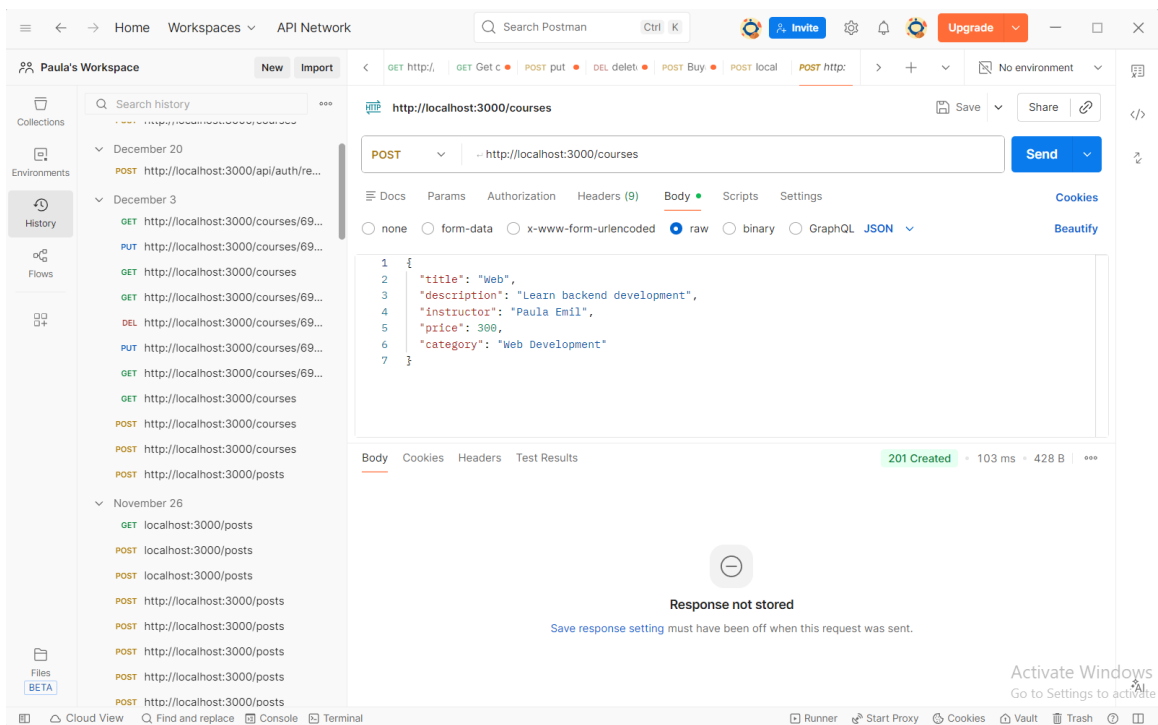 Home Workspaces API Network Search Postman Ctrl K Invite Upgrade
Paula's Workspace New Import GET http:/, GET Get c POST put DEL delet POST Buy POST local POST http: No environment
Collections
Environments
History
Flows
Files
BETA
Search history
POST http://localhost:3000/courses
December 20
POST http://localhost:3000/api/auth/re...
December 3
GET http://localhost:3000/courses/69...
PUT http://localhost:3000/courses/69...
GET http://localhost:3000/courses
GET http://localhost:3000/courses/69...
DEL http://localhost:3000/courses/69...
PUT http://localhost:3000/courses/69...
GET http://localhost:3000/courses/69...
GET http://localhost:3000/courses
POST http://localhost:3000/courses
POST http://localhost:3000/courses
POST http://localhost:3000/posts
November 26
GET localhost:3000/posts
POST localhost:3000/posts
POST localhost:3000/posts
POST http://localhost:3000/posts
POST http://localhost:3000/posts
POST http://localhost:3000/posts
POST http://localhost:3000/posts
POST http://localhost:3000/posts
HTTP http://localhost:3000/courses Save Share
POST http://localhost:3000/courses Send
Docs Params Authorization Headers (9) Body Scripts Settings Cookies
none form-data x-www-form-urlencoded raw binary GraphQL JSON Beautify
1 {
2 "title": "Web",
3 "description": "Learn backend development",
4 "instructor": "Paula Emil",
5 "price": 300,
6 "category": "Web Development"
7 }
Body Cookies Headers Test Results 201 Created 103 ms 428 B
Response not stored
Save response setting must have been off when this request was sent.
Activate Windows
Go to Settings to activate
AI
Cloud View Find and replace Console Terminal Runner Start Proxy Cookies Vault Trash